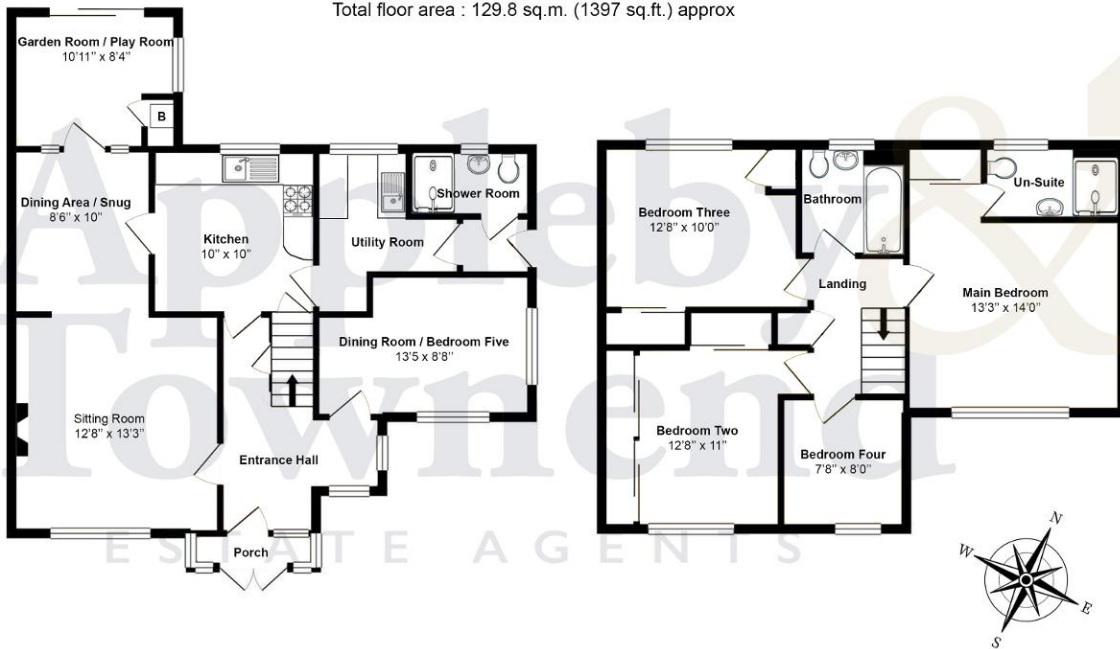 Total floor area : 129.8 sq.m. (1397 sq.ft.) approx
Garden Room / Play Room
10'11" x 8'4"
B
Dining Area / Snug
8'6" x 10"
Kitchen
10" x 10"
Shower Room
Utility Room
Dining Room / Bedroom Five
13'5 x 8'8"
Sitting Room
12'8" x 13'3"
Entrance Hall
Porch
Bedroom Three
12'8" x 10'0"
Bathroom
Un-Suite
Landing
Main Bedroom
13'3" x 14'0"
Bedroom Two
12'8" x 11"
Bedroom Four
7'8" x 8'0"
N
W
E
S
Appleby &
Townend
ESTATE AGENTS